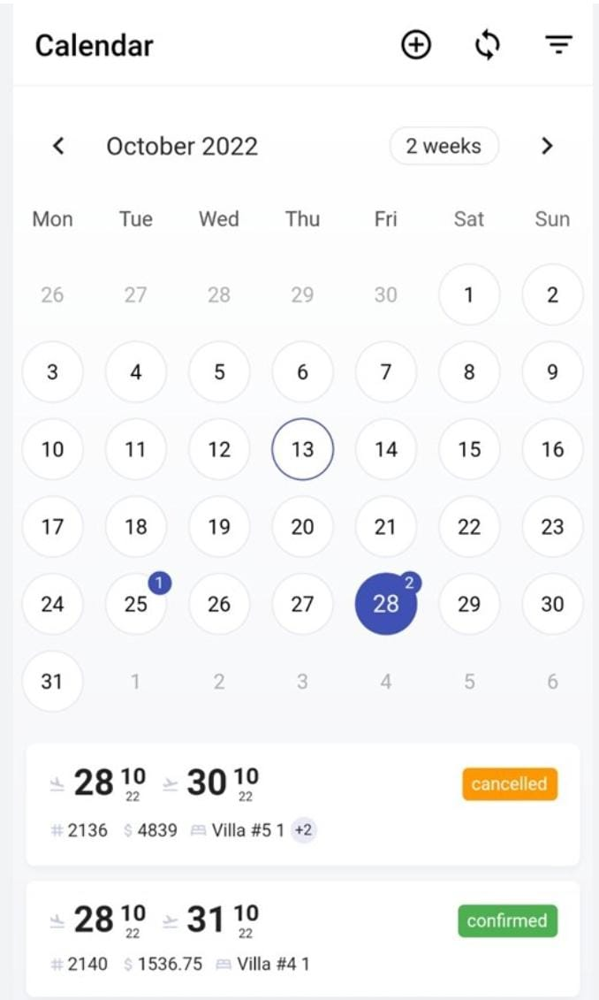 Calendar
October 2022 2 weeks
Mon Tue Wed Thu Fri Sat Sun
26 27 28 29 30 1 2
3 4 5 6 7 8 9
10 11 12 13 14 15 16
17 18 19 20 21 22 23
24 25 1 26 27 28 2 29 30
31 1 2 3 4 5 6
28 10 22 30 10 22 cancelled
# 2136 $ 4839 Villa #5 1 +2
28 10 22 31 10 22 confirmed
# 2140 $ 1536.75 Villa #4 1